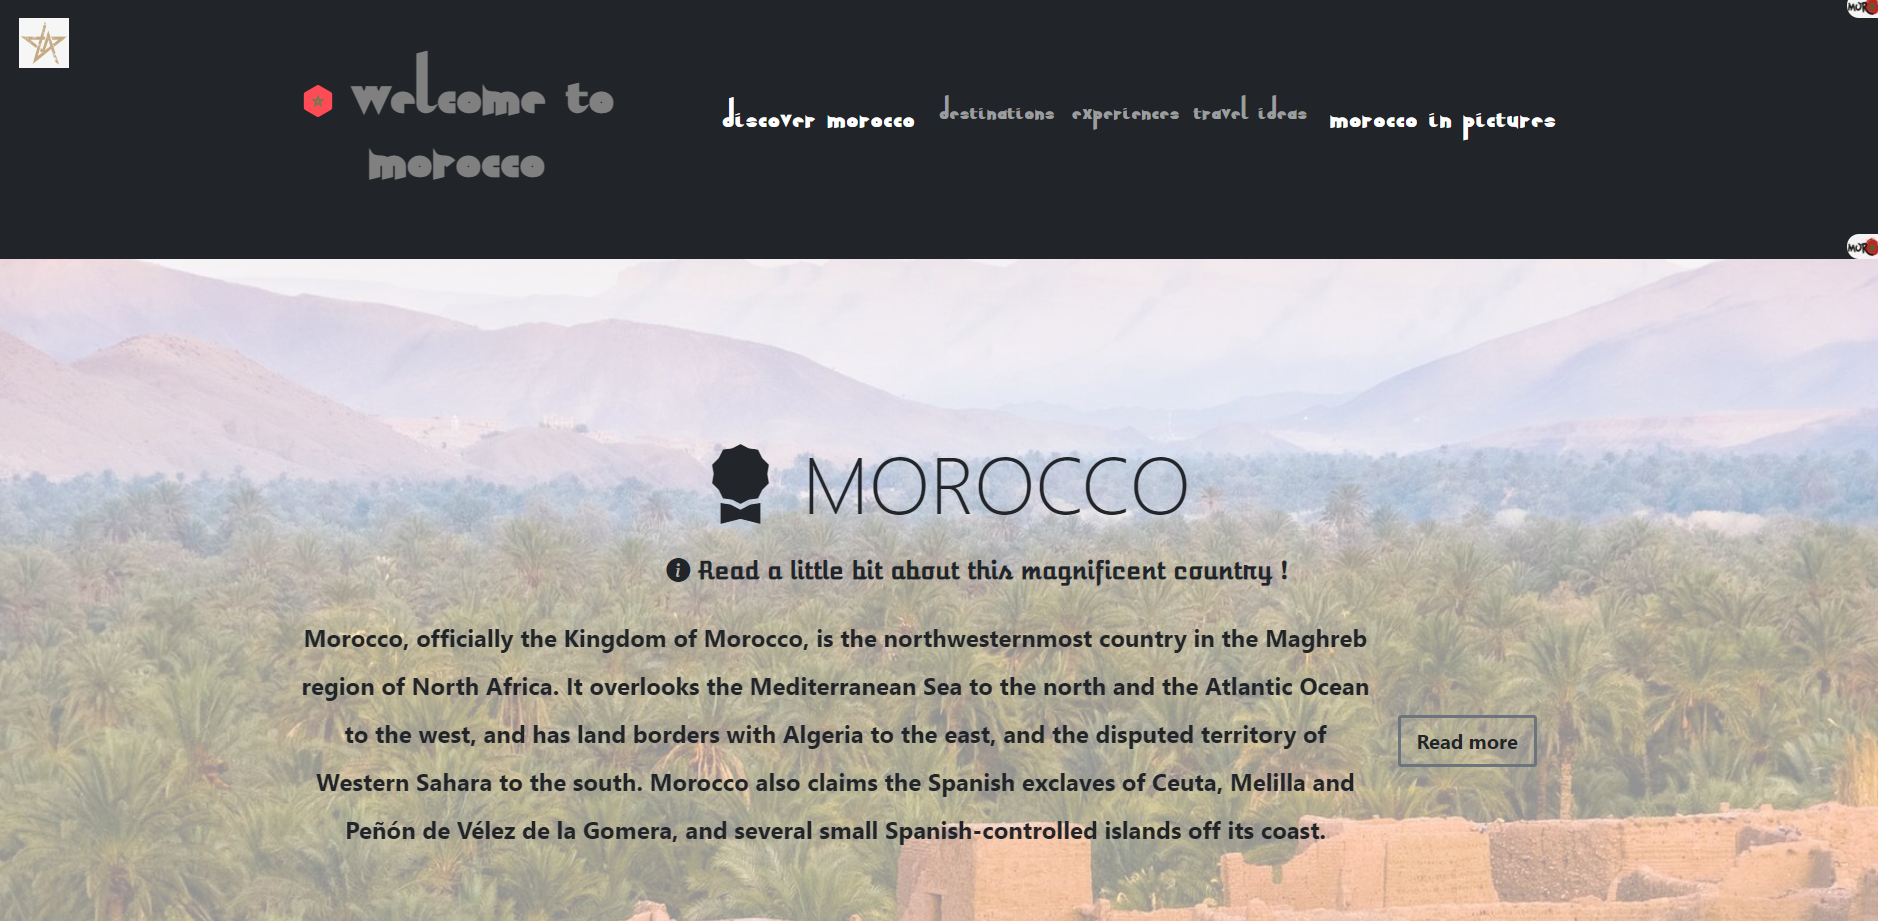 welcome to
morocco
discover morocco
destinations
experiences
travel ideas
morocco in pictures
MOROCCO
Read a little bit about this magnificent country !
Morocco, officially the Kingdom of Morocco, is the northwesternmost country in the Maghreb
region of North Africa. It overlooks the Mediterranean Sea to the north and the Atlantic Ocean
to the west, and has land borders with Algeria to the east, and the disputed territory of
Western Sahara to the south. Morocco also claims the Spanish exclaves of Ceuta, Melilla and
Peñón de Vélez de la Gomera, and several small Spanish-controlled islands off its coast.
Read more